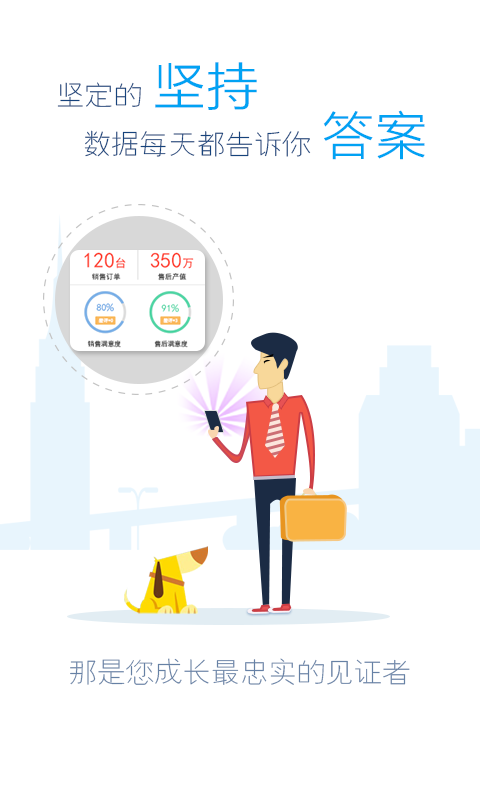 坚定的 坚持
数据每天都告诉你 答案
120台 350万
销售订单 售后产值
80% 91%
销售满意度 售后满意度
那是您成长最忠实的见证者